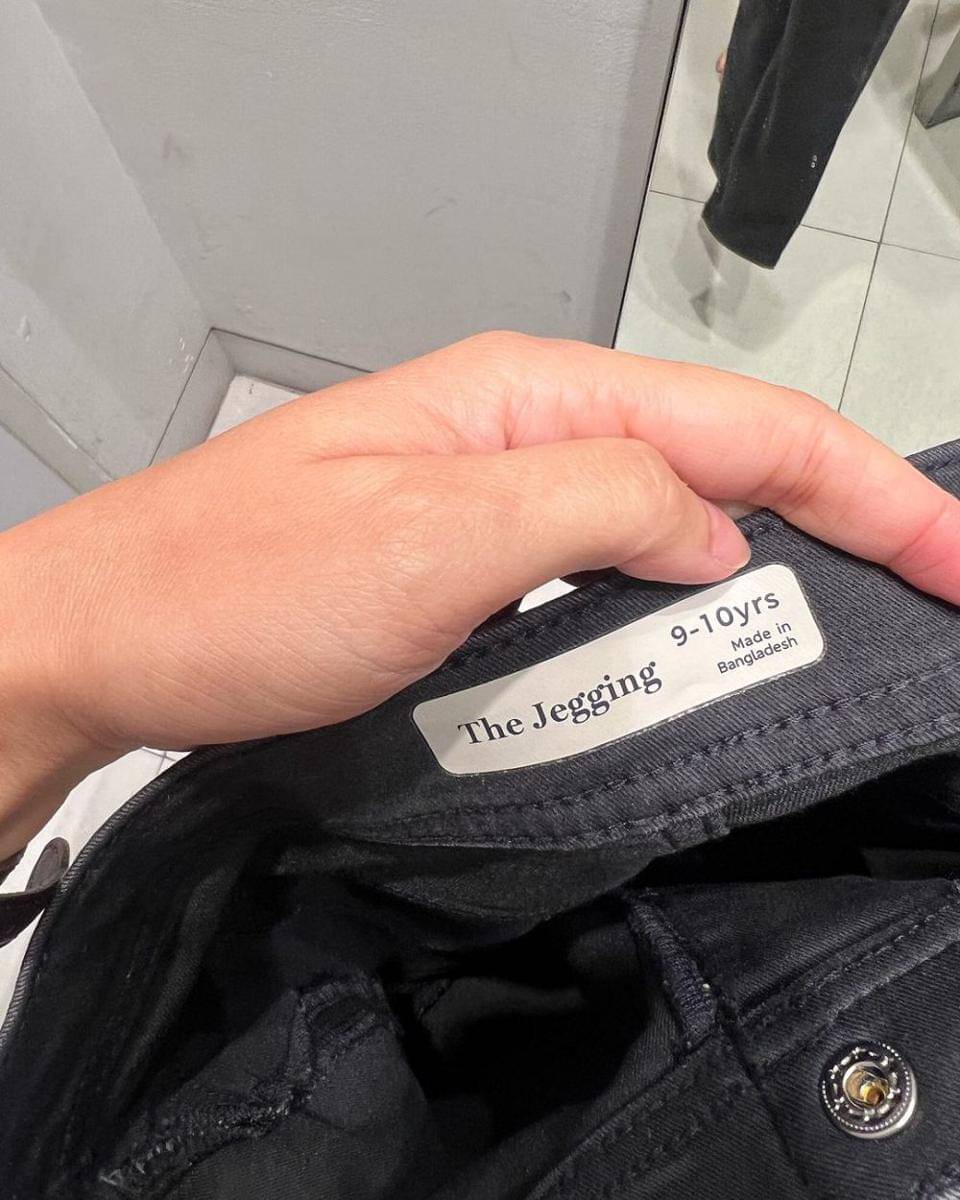 The Jegging
9-10yrs
Made in
Bangladesh